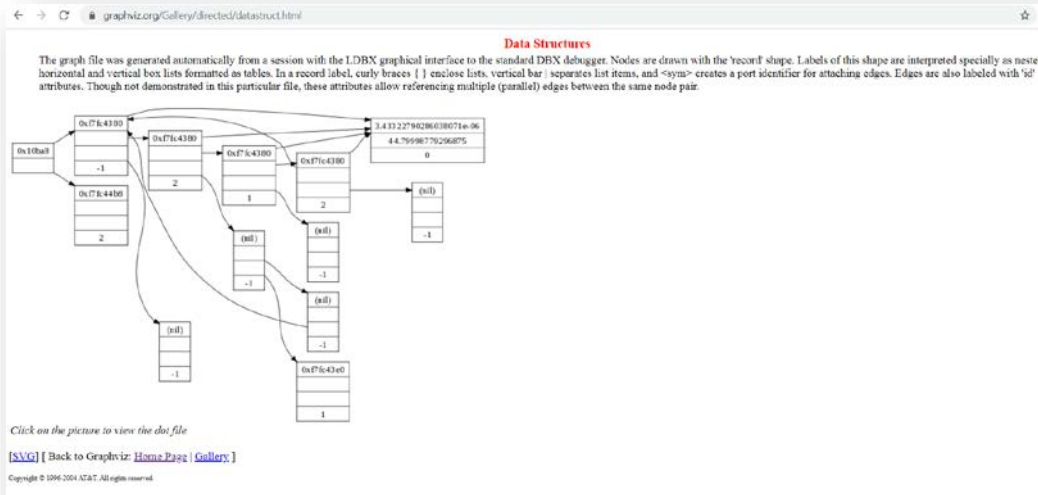 graphviz.org/Gallery/directed/datastruct.html
Data Structures
The graph file was generated automatically from a session with the LDBX graphical interface to the standard DBX debugger. Nodes are drawn with the 'record' shape. Labels of this shape are interpreted specially as neste
horizontal and vertical box lists formatted as tables. In a record label, curly braces { } enclose lists, vertical bar | separates list items, and <sym> creates a port identifier for attaching edges. Edges are also labeled with 'id'
attributes. Though not demonstrated in this particular file, these attributes allow referencing multiple (parallel) edges between the same node pair.
0x10ba8
0xf7fc4380
-1
0xf7fc44b8
2
0xf7fc4380
2
0xf7fc4380
1
0xf7fc4380
2
3.43322790286038071e-06
44.79998779296875
0
(nil)
-1
(nil)
-1
(nil)
-1
(nil)
-1
(nil)
-1
0xf7fc43e0
1
Click on the picture to view the dot file
[SVG] [ Back to Graphviz: Home Page | Gallery ]
Copyright © 1996-2004 AT&T. All rights reserved.